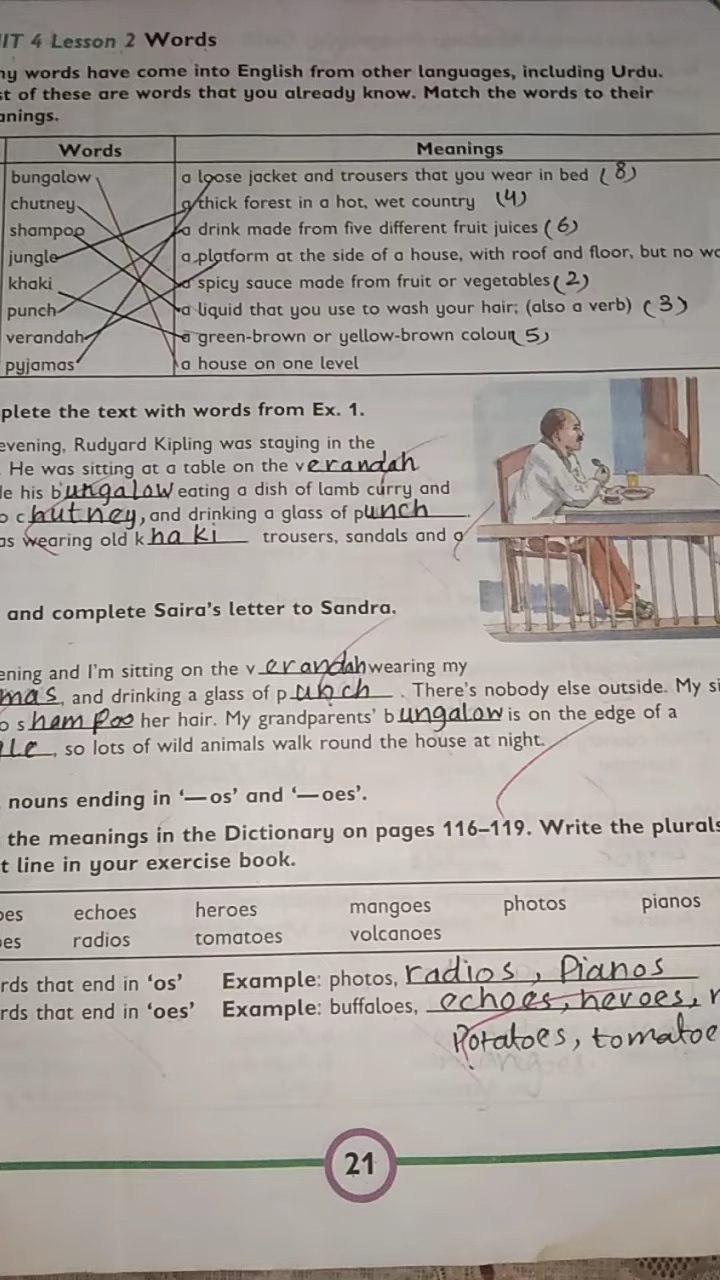 IT 4 Lesson 2 Words
ny words have come into English from other languages, including Urdu.
st of these are words that you already know. Match the words to their
anings.
Words Meanings
bungalow a loose jacket and trousers that you wear in bed (8)
chutney a thick forest in a hot, wet country (4)
shampoo a drink made from five different fruit juices (6)
jungle a platform at the side of a house, with roof and floor, but no wa
khaki a spicy sauce made from fruit or vegetables (2)
punch a liquid that you use to wash your hair; (also a verb) (3)
verandah a green-brown or yellow-brown colour (5)
pyjamas a house on one level
plete the text with words from Ex. 1.
evening, Rudyard Kipling was staying in the
. He was sitting at a table on the verandah
de his bungalow eating a dish of lamb curry and
o chutney, and drinking a glass of punch.
as wearing old khaki trousers, sandals and a
and complete Saira's letter to Sandra.
ening and I'm sitting on the verandah wearing my
mas, and drinking a glass of punch. There's nobody else outside. My si
o shampoo her hair. My grandparents' bungalow is on the edge of a
lle, so lots of wild animals walk round the house at night.
nouns ending in '—os' and '—oes'.
the meanings in the Dictionary on pages 116–119. Write the plurals
t line in your exercise book.
oes echoes heroes mangoes photos pianos
oes radios tomatoes volcanoes
rds that end in 'os' Example: photos, radios, Pianos
rds that end in 'oes' Example: buffaloes, echoes, heroes,
Potatoes, tomatoe
21